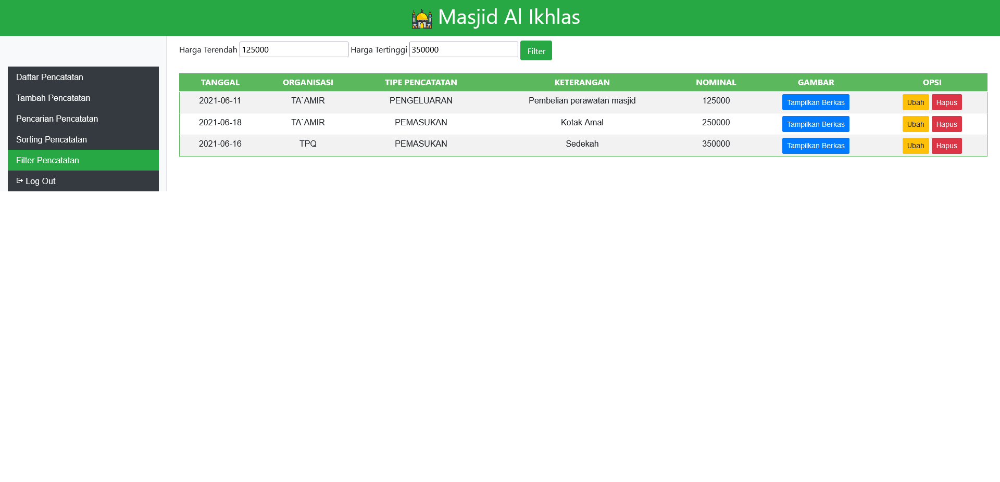 Masjid Al Ikhlas
Harga Terendah 125000 Harga Tertinggi 350000 Filter
Daftar Pencatatan
Tambah Pencatatan
Pencarian Pencatatan
Sorting Pencatatan
Filter Pencatatan
Log Out
TANGGAL ORGANISASI TIPE PENCATATAN KETERANGAN NOMINAL GAMBAR OPSI
2021-06-11 TA`AMIR PENGELUARAN Pembelian perawatan masjid 125000 Tampilkan Berkas Ubah Hapus
2021-06-18 TA`AMIR PEMASUKAN Kotak Amal 250000 Tampilkan Berkas Ubah Hapus
2021-06-16 TPQ PEMASUKAN Sedekah 350000 Tampilkan Berkas Ubah Hapus